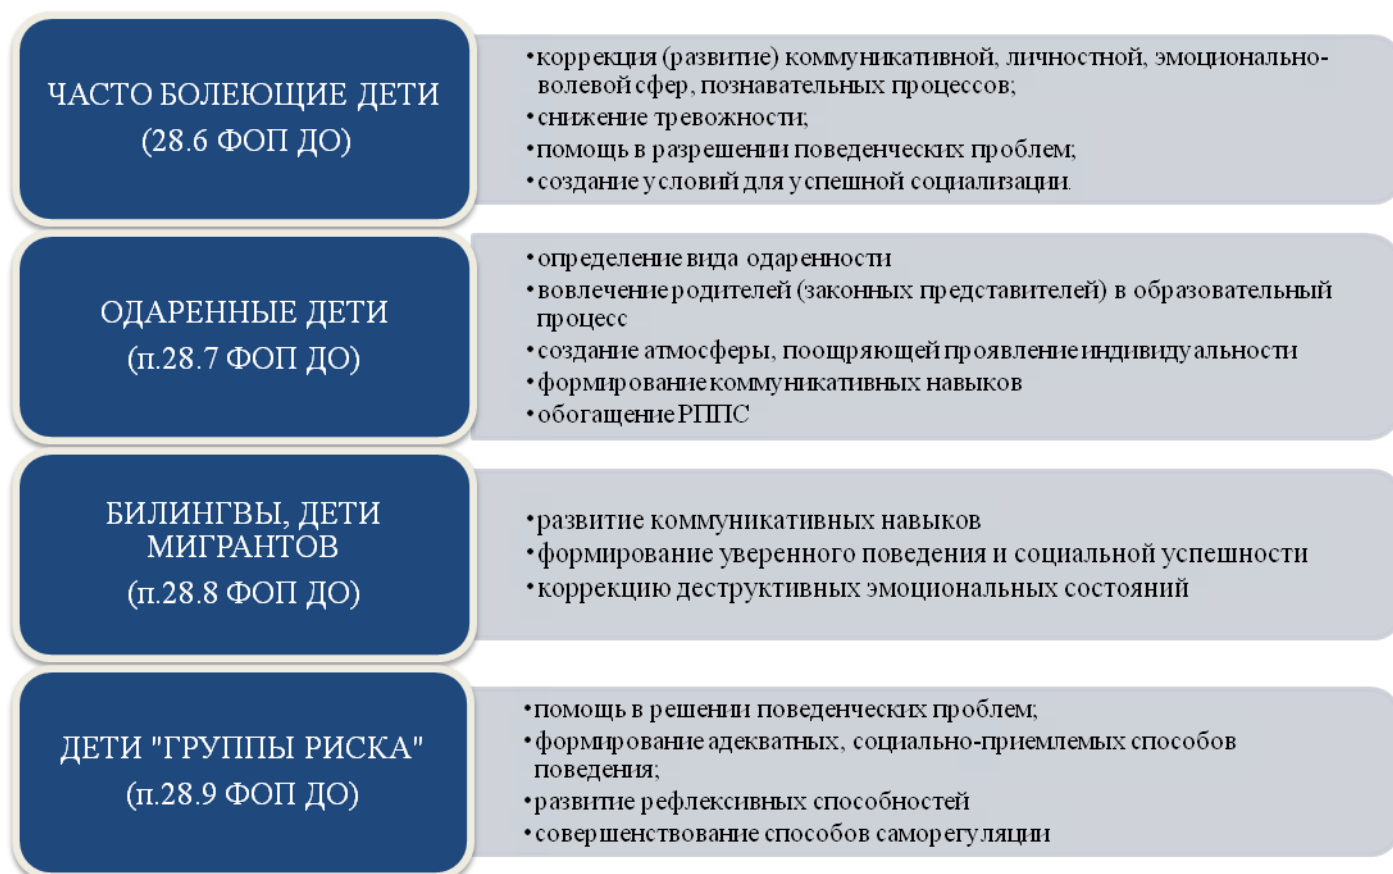 ЧАСТО БОЛЕЮЩИЕ ДЕТИ
(28.6 ФОП ДО)
•коррекция (развитие) коммуникативной, личностной, эмоционально-
волевой сфер, познавательных процессов;
•снижение тревожности;
•помощь в разрешении поведенческих проблем;
•создание условий для успешной социализации.
ОДАРЕННЫЕ ДЕТИ
(п.28.7 ФОП ДО)
•определение вида одаренности
•вовлечение родителей (законных представителей) в образовательный
процесс
•создание атмосферы, поощряющей проявление индивидуальности
•формирование коммуникативных навыков
•обогащение РППС
БИЛИНГВЫ, ДЕТИ
МИГРАНТОВ
(п.28.8 ФОП ДО)
•развитие коммуникативных навыков
•формирование уверенного поведения и социальной успешности
•коррекцию деструктивных эмоциональных состояний
ДЕТИ "ГРУППЫ РИСКА"
(п.28.9 ФОП ДО)
•помощь в решении поведенческих проблем;
•формирование адекватных, социально-приемлемых способов
поведения;
•развитие рефлексивных способностей
•совершенствование способов саморегуляции